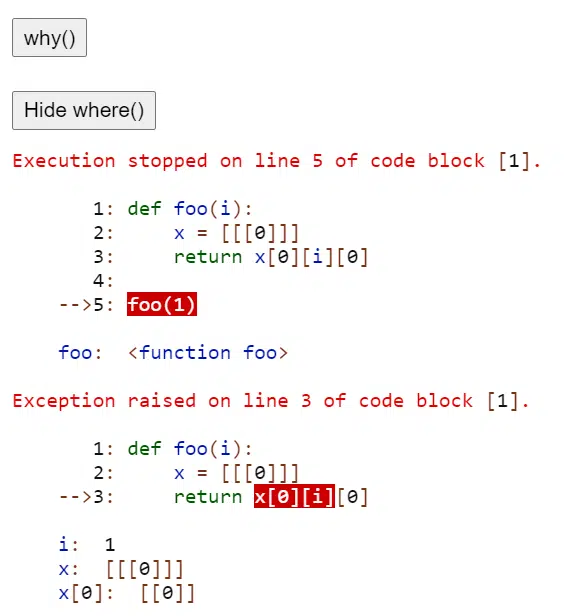 why()
Hide where()
Execution stopped on line 5 of code block [1].
1: def foo(i):
2:     x = [[[0]]]
3:     return x[0][i][0]
4:
-->5: foo(1)
foo:  <function foo>
Exception raised on line 3 of code block [1].
1: def foo(i):
2:     x = [[[0]]]
-->3:     return x[0][i][0]
i:  1
x:  [[[0]]]
x[0]:  [[0]]